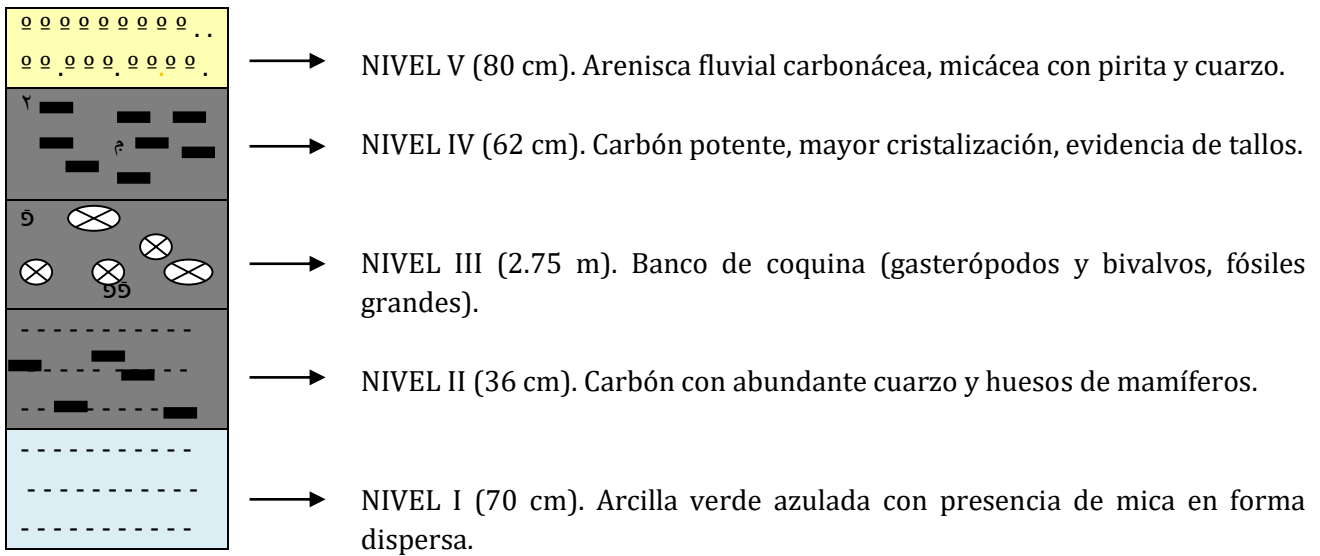 NIVEL V (80 cm). Arenisca fluvial carbonácea, micácea con pirita y cuarzo.
NIVEL IV (62 cm). Carbón potente, mayor cristalización, evidencia de tallos.
NIVEL III (2.75 m). Banco de coquina (gasterópodos y bivalvos, fósiles
grandes).
NIVEL II (36 cm). Carbón con abundante cuarzo y huesos de mamíferos.
NIVEL I (70 cm). Arcilla verde azulada con presencia de mica en forma
dispersa.